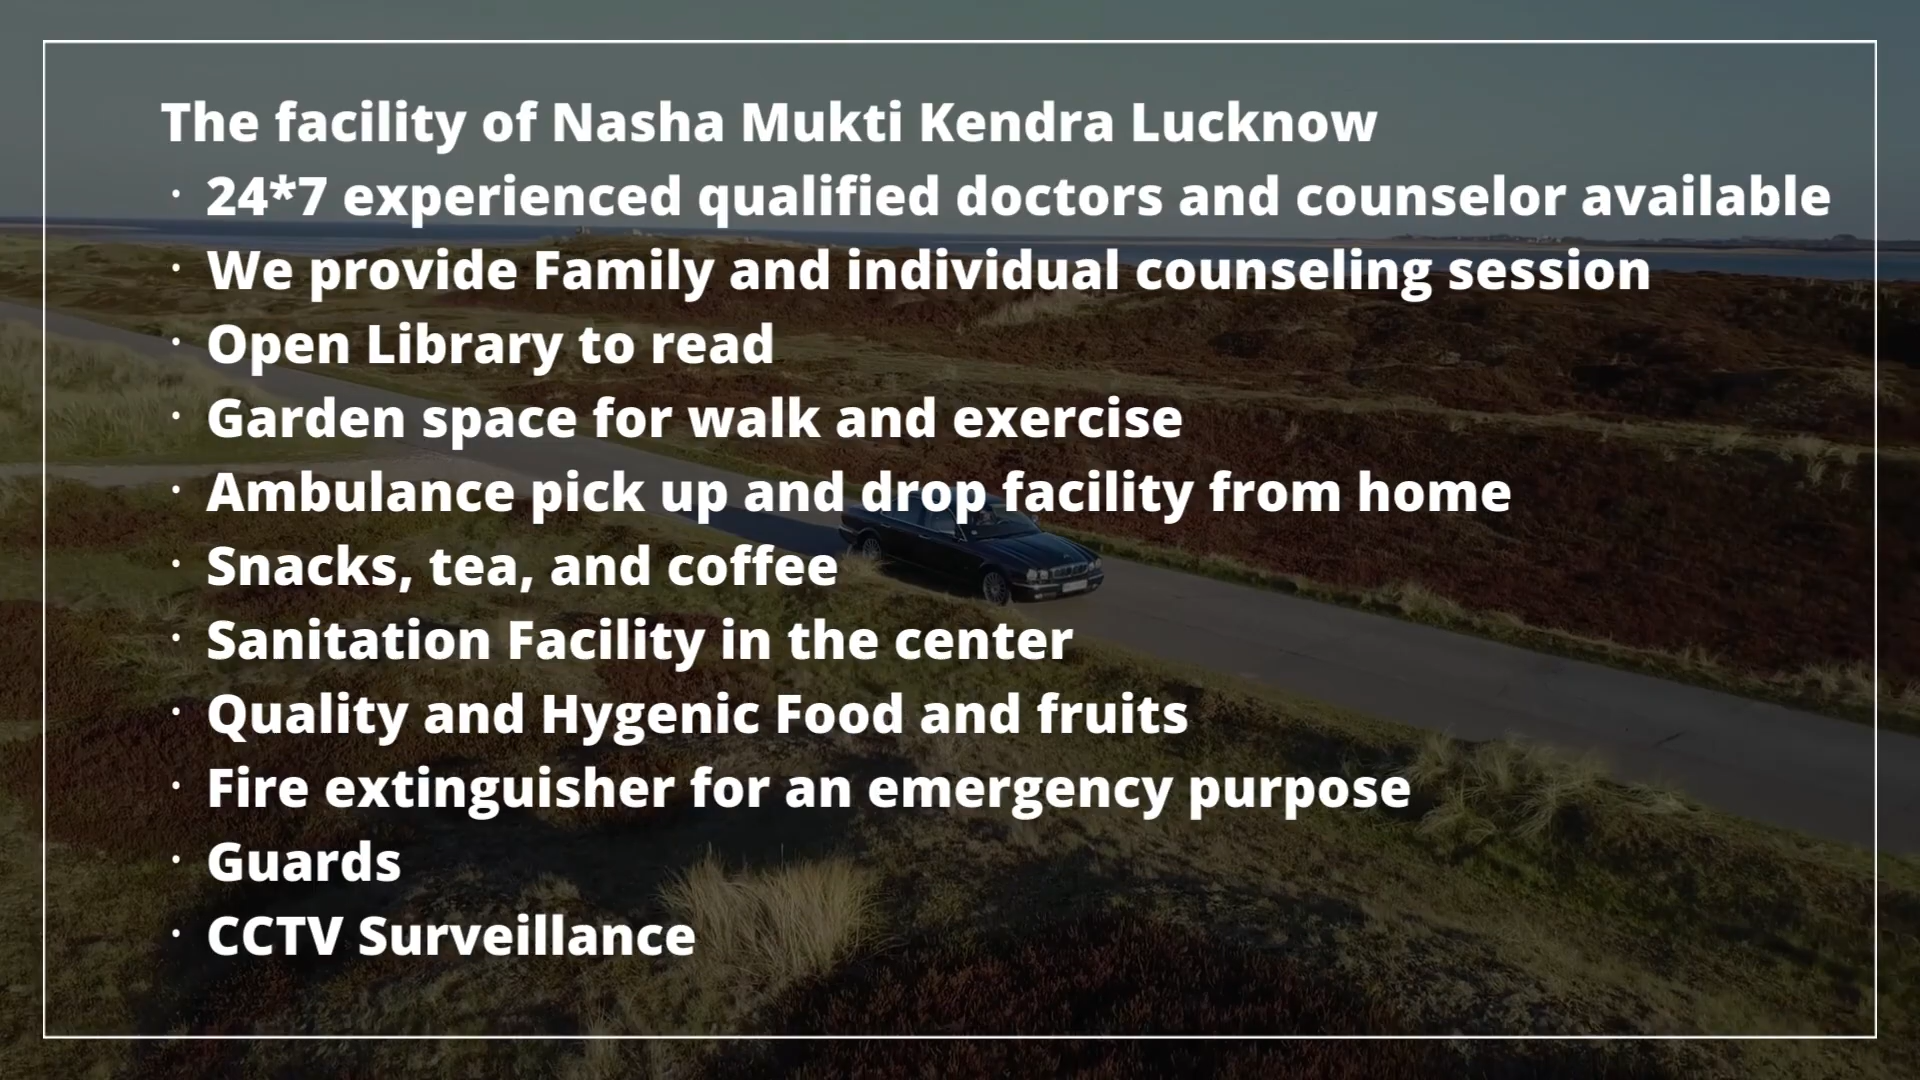 The facility of Nasha Mukti Kendra Lucknow
· 24*7 experienced qualified doctors and counselor available
· We provide Family and individual counseling session
· Open Library to read
· Garden space for walk and exercise
· Ambulance pick up and drop facility from home
· Snacks, tea, and coffee
· Sanitation Facility in the center
· Quality and Hygenic Food and fruits
· Fire extinguisher for an emergency purpose
· Guards
· CCTV Surveillance